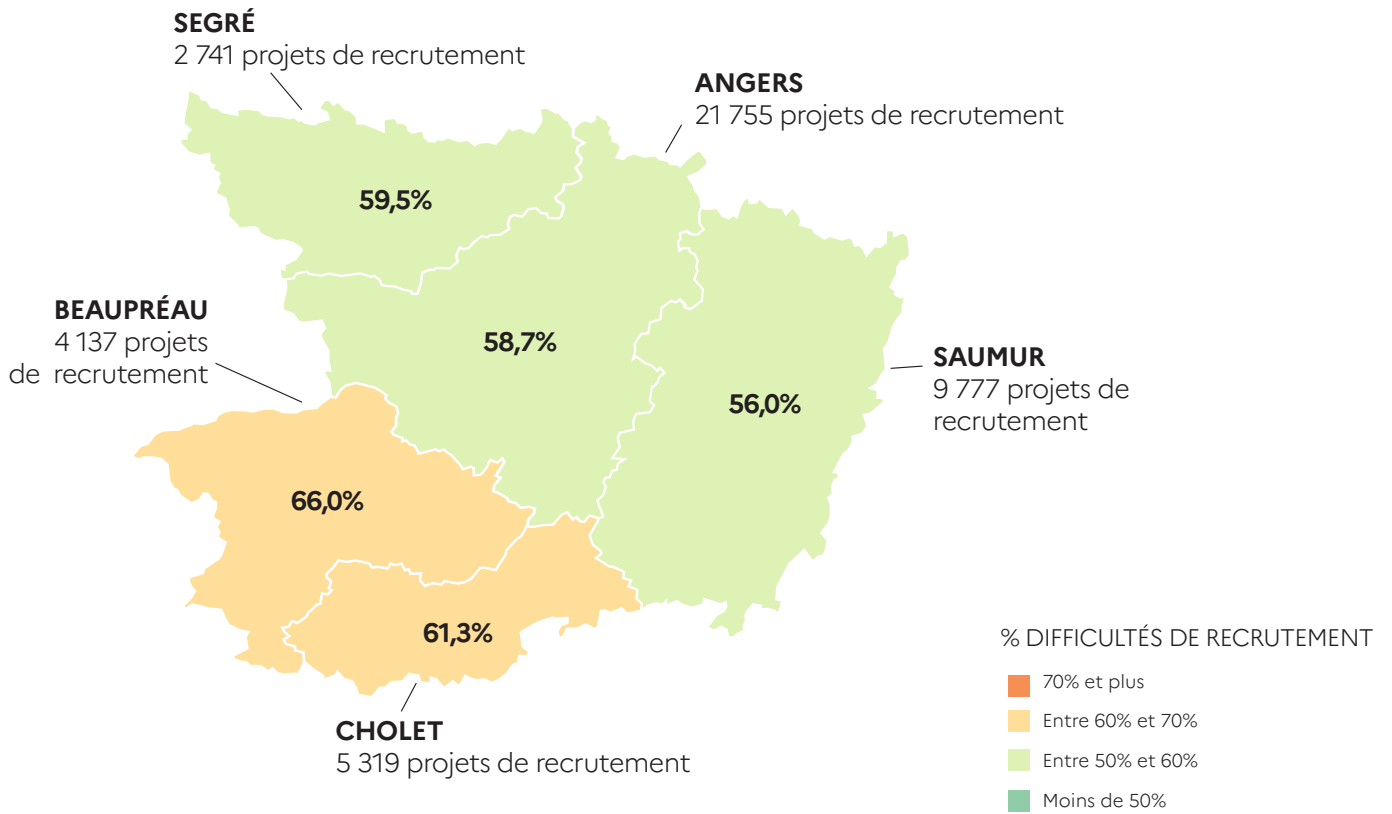 SEGRÉ
2 741 projets de recrutement
ANGERS
21 755 projets de recrutement
59,5%
BEAUPRÉAU
4 137 projets
de recrutement
58,7%
SAUMUR
9 777 projets de
recrutement
56,0%
66,0%
61,3%
CHOLET
5 319 projets de recrutement
% DIFFICULTÉS DE RECRUTEMENT
70% et plus
Entre 60% et 70%
Entre 50% et 60%
Moins de 50%